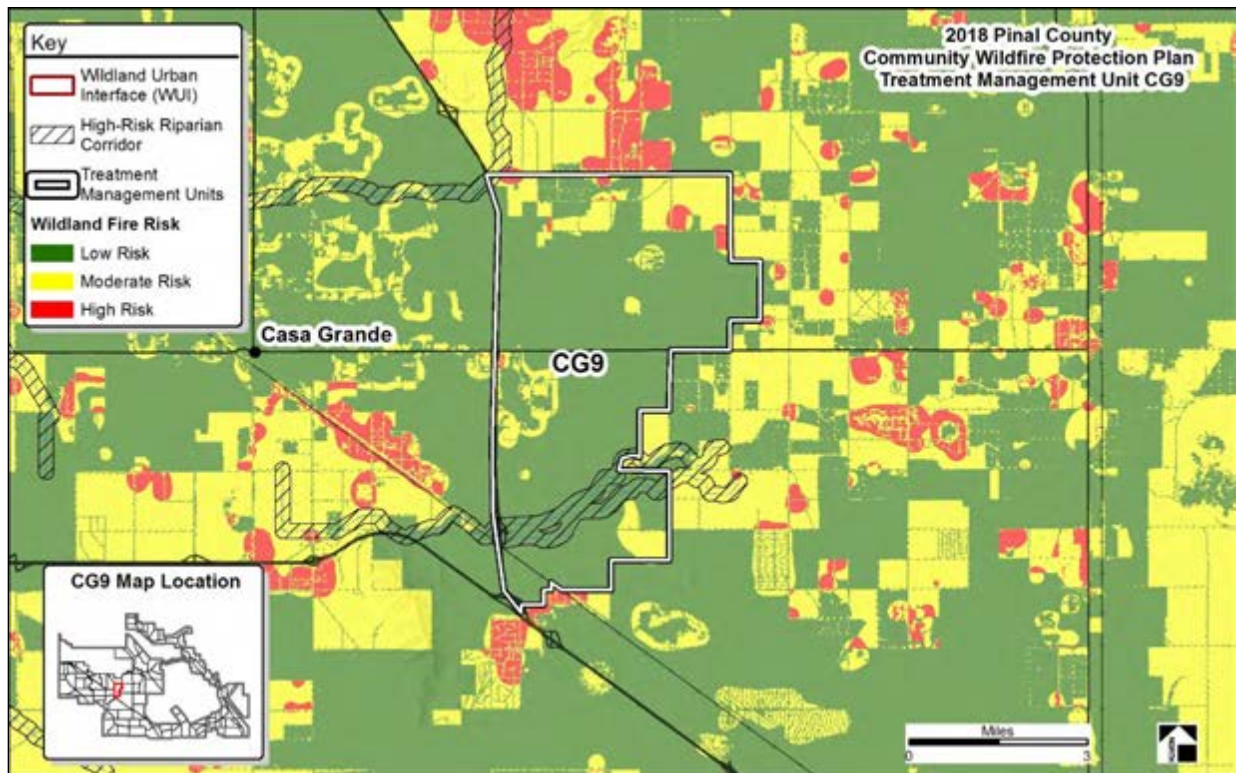 Key
Wildland Urban
Interface (WUI)
High-Risk Riparian
Corridor
Treatment
Management Units
Wildland Fire Risk
Low Risk
Moderate Risk
High Risk
2018 Pinal County
Community Wildfire Protection Plan
Treatment Management Unit CG9
Casa Grande
CG9
CG9 Map Location
Miles
0
3